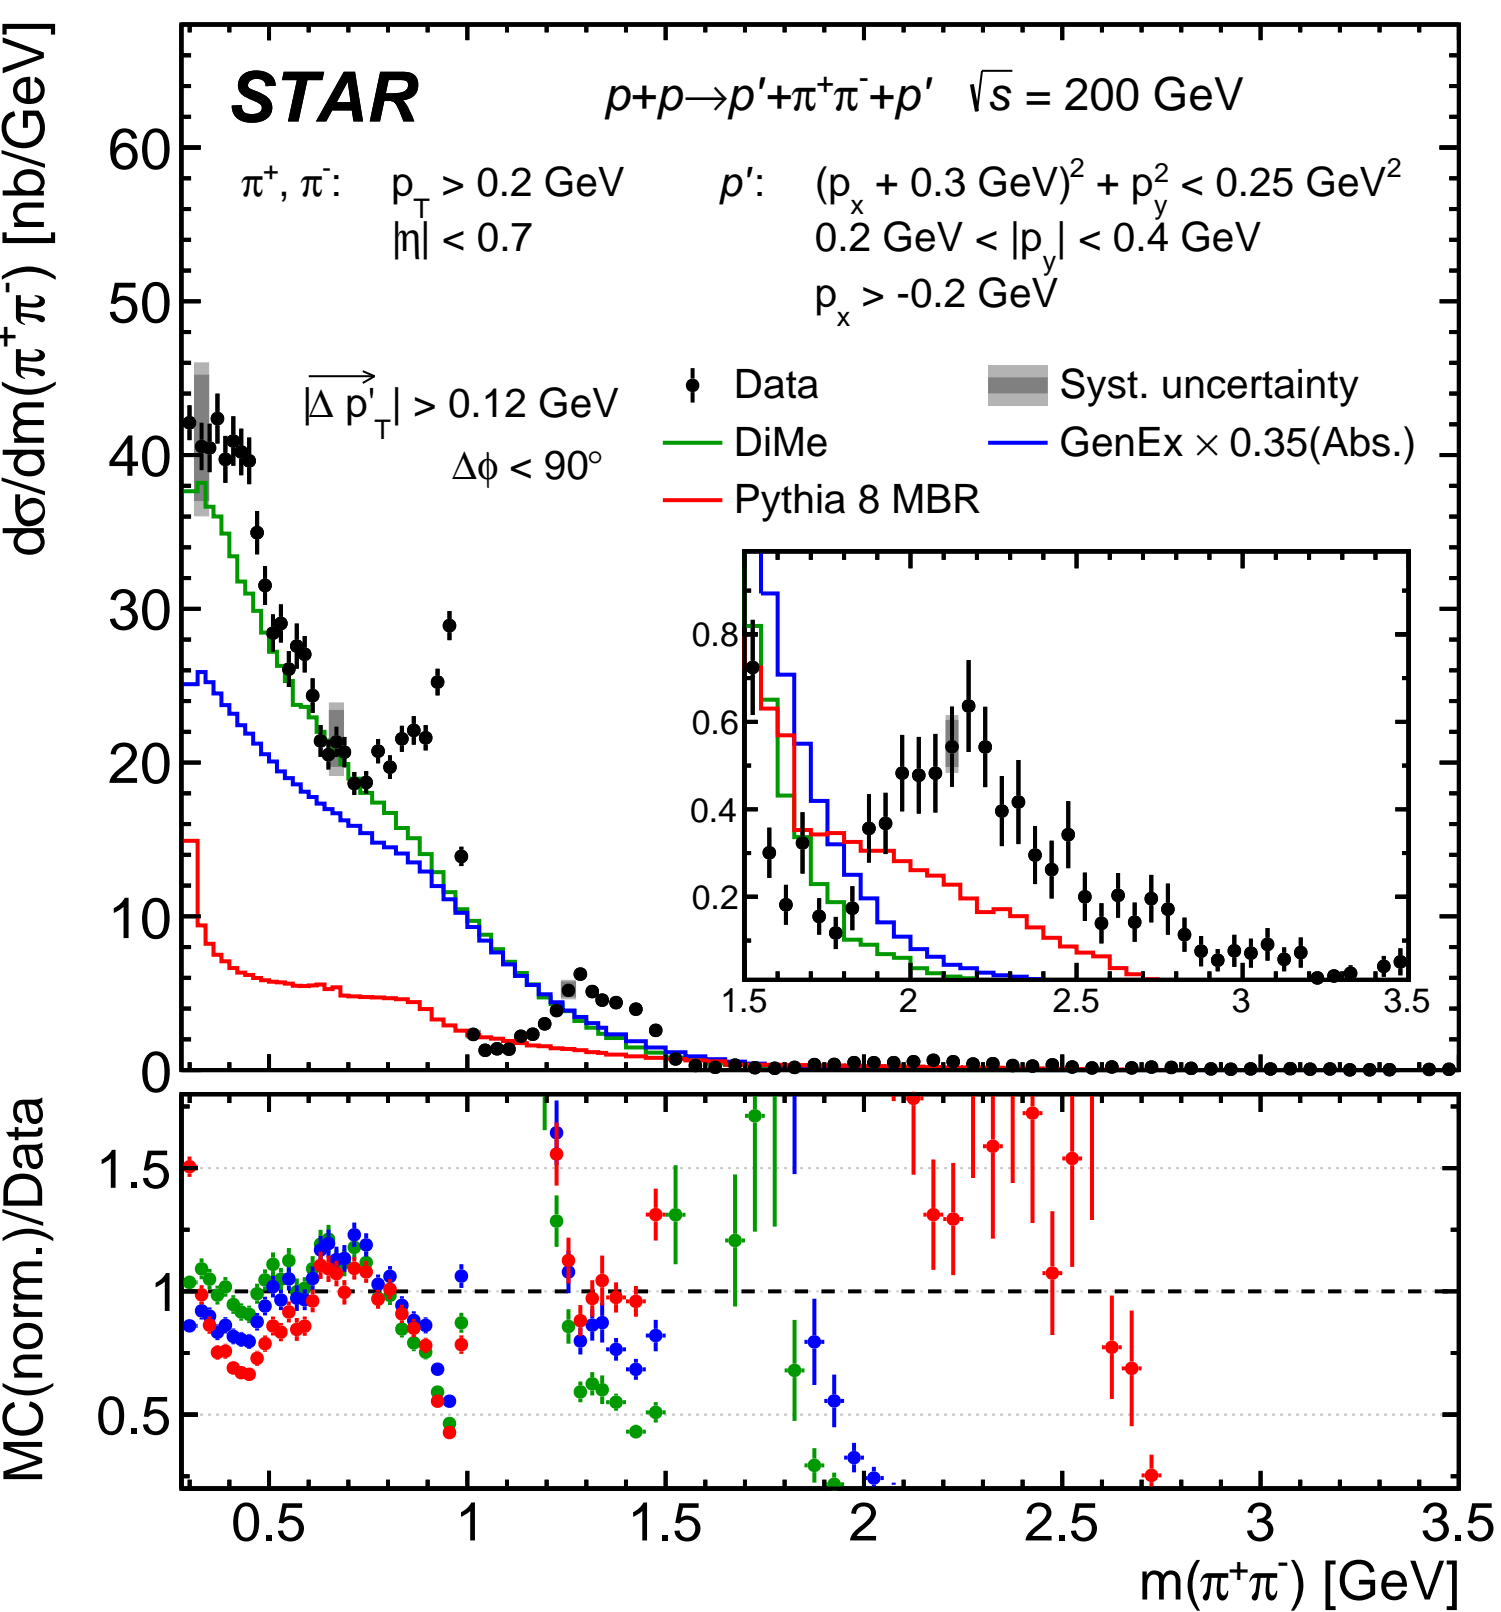 STAR
p+p→p′+π⁺π⁻+p′ √s = 200 GeV
π⁺, π⁻: p_T > 0.2 GeV
|η| < 0.7
p′: (p_x + 0.3 GeV)² + p_y² < 0.25 GeV²
0.2 GeV < |p_y| < 0.4 GeV
p_x > -0.2 GeV
|Δ p'_T| > 0.12 GeV
Δϕ < 90°
Data
Syst. uncertainty
DiMe
GenEx × 0.35(Abs.)
Pythia 8 MBR
dσ/dm(π⁺π⁻) [nb/GeV]
60
50
40
30
20
10
0
0.8
0.6
0.4
0.2
1.5 2 2.5 3 3.5
MC(norm.)/Data
1.5
1
0.5
0.5 1 1.5 2 2.5 3 3.5
m(π⁺π⁻) [GeV]